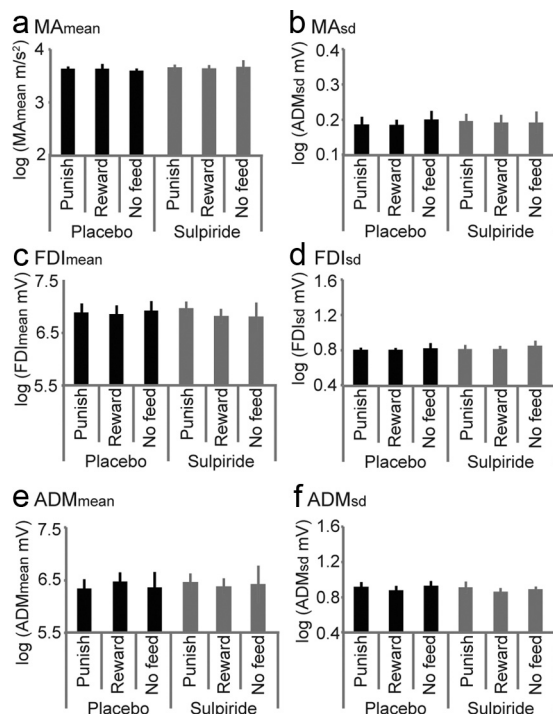 a MAmean
log (MAmean m/s²)
5
3.5
2
Punish
Reward
No feed
Punish
Reward
No feed
Placebo
Sulpiride
b MAsd
log (ADMsd mV)
0.4
0.3
0.2
0.1
Punish
Reward
No feed
Punish
Reward
No feed
Placebo
Sulpiride
c FDImean
log (FDImean mV)
7.5
6.5
5.5
Punish
Reward
No feed
Punish
Reward
No feed
Placebo
Sulpiride
d FDIsd
log (FDIsd mV)
1.6
1.2
0.8
0.4
Punish
Reward
No feed
Punish
Reward
No feed
Placebo
Sulpiride
e ADMmean
log (ADMmean mV)
7.5
6.5
5.5
Punish
Reward
No feed
Punish
Reward
No feed
Placebo
Sulpiride
f ADMsd
log (ADMsd mV)
1.6
1.2
0.8
0.4
Punish
Reward
No feed
Punish
Reward
No feed
Placebo
Sulpiride